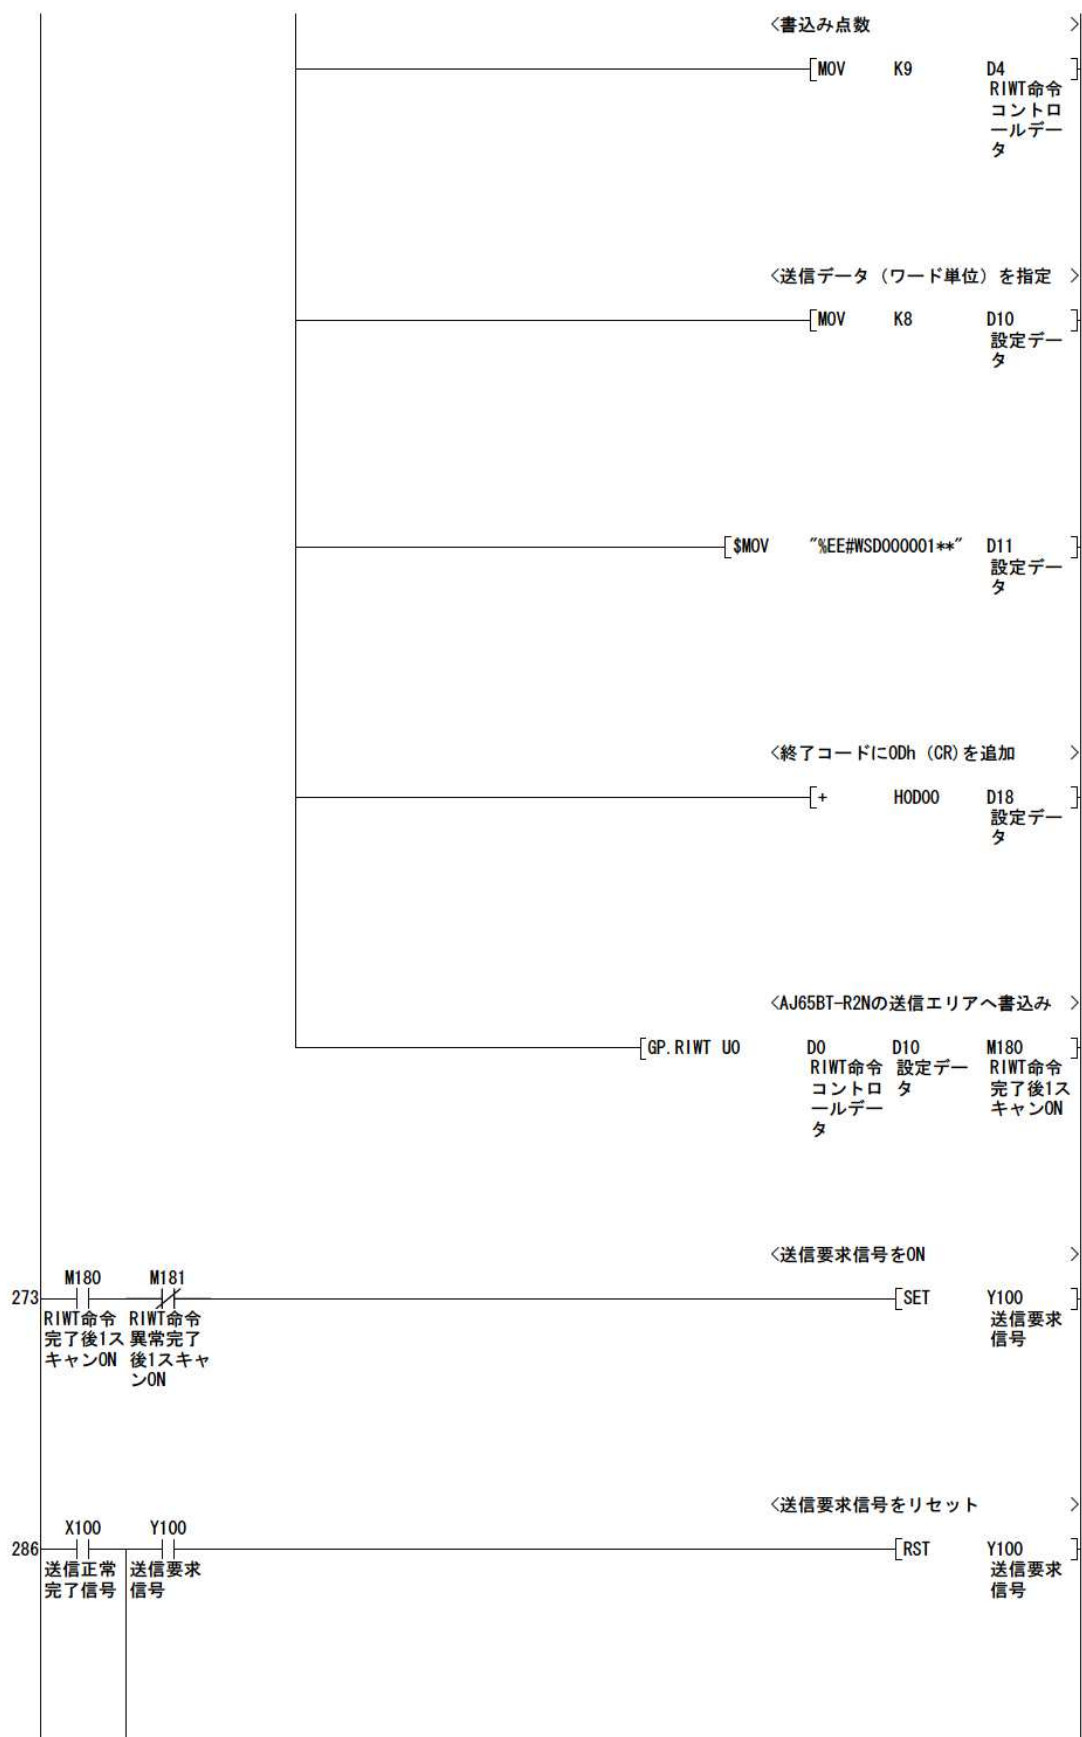 <書込み点数 >
[MOV K9 D4 ]
RIWT命令
コントロ
ールデー
タ
<送信データ（ワード単位）を指定 >
[MOV K8 D10 ]
設定デー
タ
[$MOV "%EE#WSD000001**" D11 ]
設定デー
タ
<終了コードに0Dh (CR)を追加 >
[+ H0D00 D18 ]
設定デー
タ
<AJ65BT-R2Nの送信エリアへ書込み >
[GP.RIWT U0 D0 D10 M180 ]
RIWT命令 設定デー RIWT命令
コントロ タ 完了後1ス
ールデー キャンON
タ
<送信要求信号をON >
M180 M181
273 [SET Y100 ]
RIWT命令 RIWT命令 送信要求
完了後1ス 異常完了 信号
キャンON 後1スキャ
ンON
<送信要求信号をリセット >
X100 Y100
286 [RST Y100 ]
送信正常 送信要求 送信要求
完了信号 信号 信号